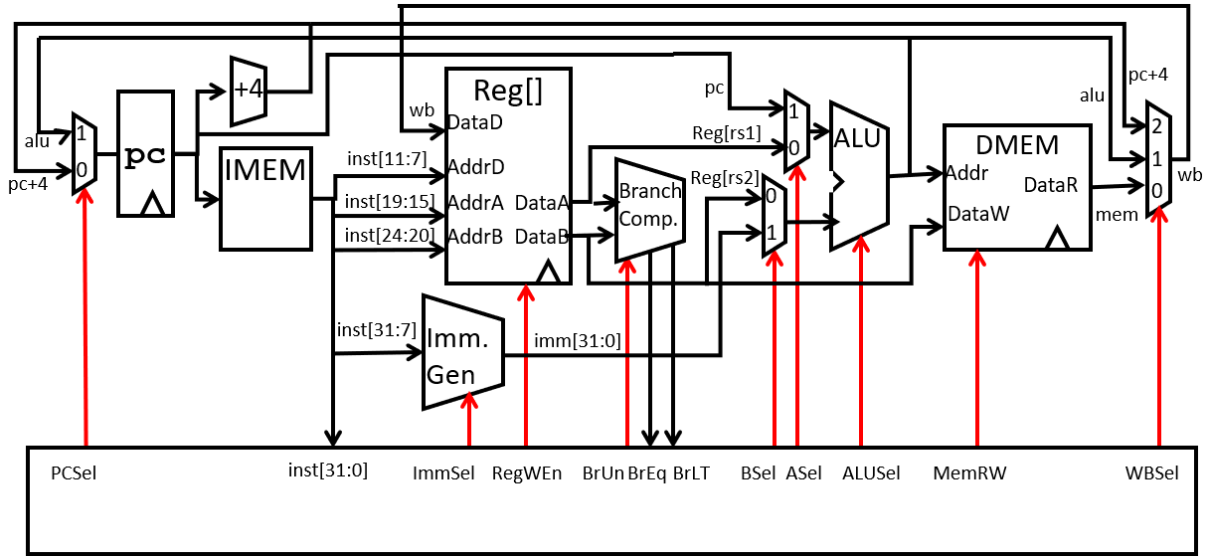 pc+4
wb
+4
Reg[]
pc
alu
1
2
alu
1
pc
DataD
Reg[rs1]
0
ALU
DMEM
1
pc+4
0
IMEM
inst[11:7]
AddrD
Branch
Comp.
Reg[rs2]
0
Addr
DataR
0
wb
inst[19:15]
AddrA
DataA
mem
inst[24:20]
AddrB
DataB
1
DataW
inst[31:7]
Imm.
Gen
imm[31:0]
PCSel
inst[31:0]
ImmSel
RegWEn
BrUn
BrEq
BrLT
BSel
ASel
ALUSel
MemRW
WBSel